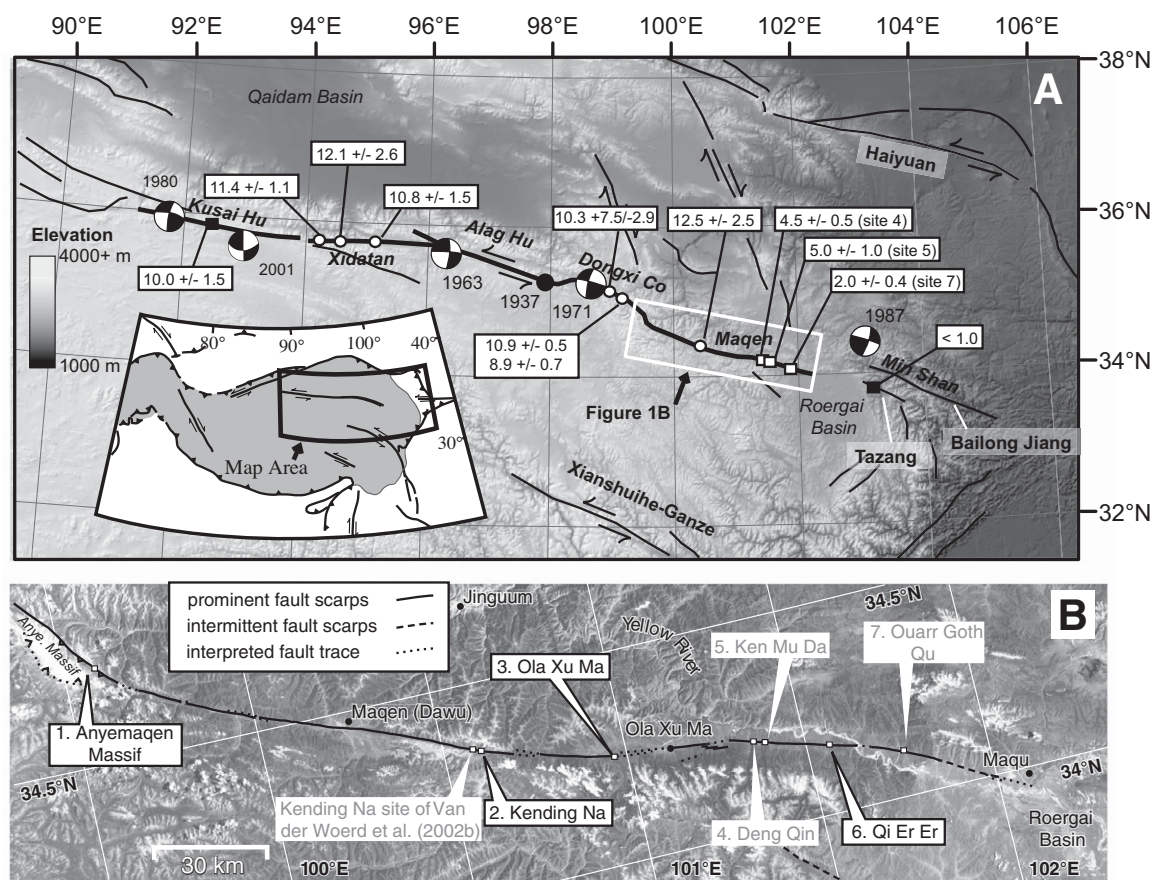 90°E 92°E 94°E 96°E 98°E 100°E 102°E 104°E 106°E
38°N
36°N
34°N
32°N
A
Qaidam Basin
Haiyuan
12.1 +/- 2.6
1980
11.4 +/- 1.1
10.8 +/- 1.5
Kusai Hu
10.3 +7.5/-2.9
12.5 +/- 2.5
4.5 +/- 0.5 (site 4)
5.0 +/- 1.0 (site 5)
2.0 +/- 0.4 (site 7)
Alag Hu
Elevation
4000+ m
1000 m
10.0 +/- 1.5
2001
Xidatan
1963
Dongxi Co
1937
1971
1987
< 1.0
10.9 +/- 0.5
8.9 +/- 0.7
Maqen
Min Shan
Figure 1B
Roergai
Basin
Tazang
Bailong Jiang
Xianshuihe-Ganze
80°
90°
100°
40°
30°
Map Area
B
prominent fault scarps
intermittent fault scarps
interpreted fault trace
Jinguum
Yellow River
34.5°N
Anye. Massif
5. Ken Mu Da
7. Ouarr Goth
Qu
3. Ola Xu Ma
Maqen (Dawu)
Ola Xu Ma
1. Anyemaqen
Massif
Maqu
34°N
34.5°N
Kending Na site of Van
der Woerd et al. (2002b)
2. Kending Na
4. Deng Qin
6. Qi Er Er
Roergai
Basin
30 km
100°E
101°E
102°E